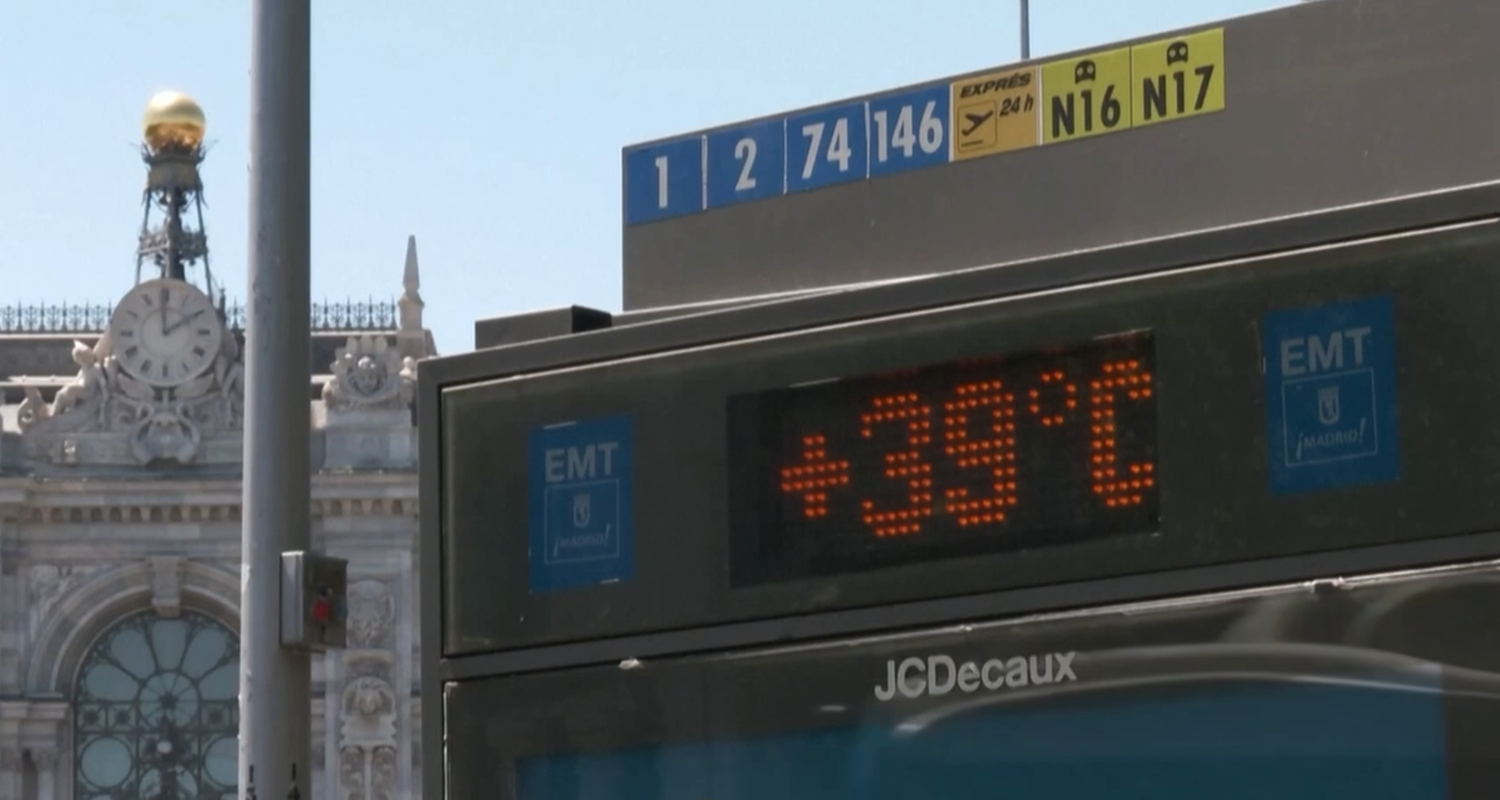 1 2 74 146 EXPRÉS 24 h N16 N17
+39°C
EMT
¡MADRID!
EMT
¡MADRID!
JCDecaux